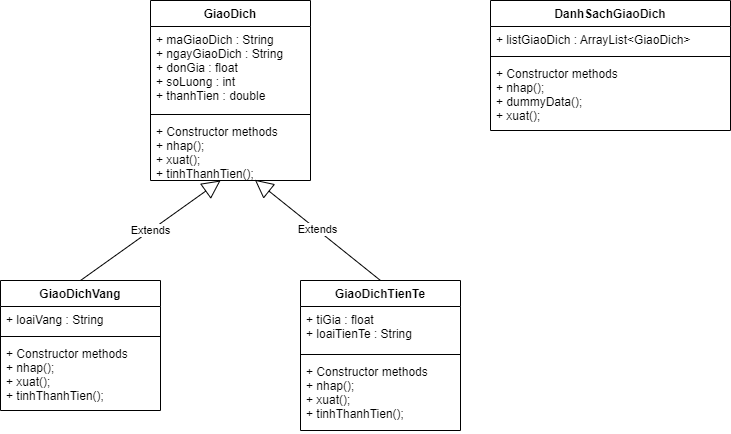 GiaoDich
+ maGiaoDich : String
+ ngayGiaoDich : String
+ donGia : float
+ soLuong : int
+ thanhTien : double
+ Constructor methods
+ nhap();
+ xuat();
+ tinhThanhTien();
DanhSachGiaoDich
+ listGiaoDich : ArrayList<GiaoDich>
+ Constructor methods
+ nhap();
+ dummyData();
+ xuat();
Extends
Extends
GiaoDichVang
+ loaiVang : String
+ Constructor methods
+ nhap();
+ xuat();
+ tinhThanhTien();
GiaoDichTienTe
+ tiGia : float
+ loaiTienTe : String
+ Constructor methods
+ nhap();
+ xuat();
+ tinhThanhTien();